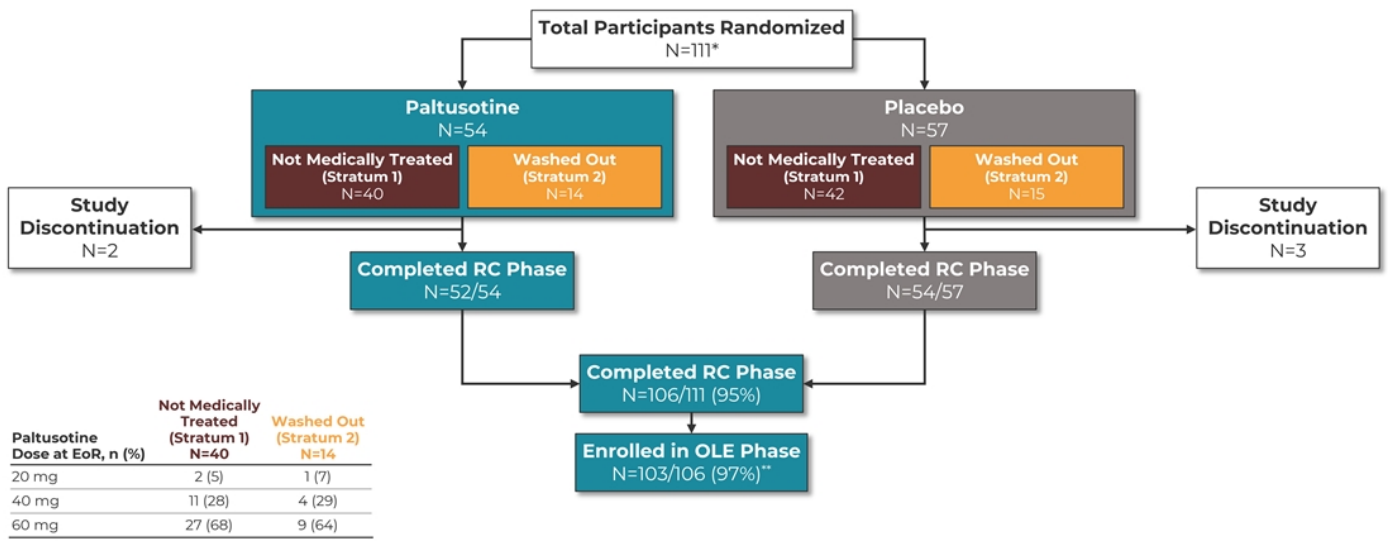 Total Participants Randomized
N=111*
Paltusotine
N=54
Not Medically Treated
(Stratum 1)
N=40
Washed Out
(Stratum 2)
N=14
Placebo
N=57
Not Medically Treated
(Stratum 1)
N=42
Washed Out
(Stratum 2)
N=15
Study
Discontinuation
N=2
Study
Discontinuation
N=3
Completed RC Phase
N=52/54
Completed RC Phase
N=54/57
Completed RC Phase
N=106/111 (95%)
Enrolled in OLE Phase
N=103/106 (97%)**
Paltusotine
Dose at EoR, n (%)
Not Medically
Treated
(Stratum 1)
N=40
Washed Out
(Stratum 2)
N=14
20 mg 2 (5) 1 (7)
40 mg 11 (28) 4 (29)
60 mg 27 (68) 9 (64)